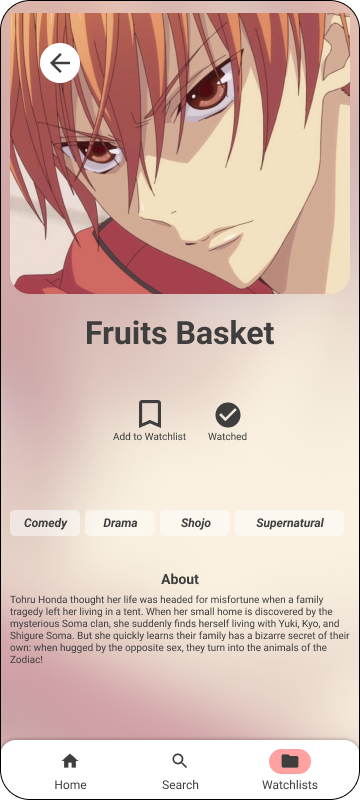 Fruits Basket
Add to Watchlist
Watched
Comedy
Drama
Shojo
Supernatural
About
Tohru Honda thought her life was headed for misfortune when a family
tragedy left her living in a tent. When her small home is discovered by the
mysterious Soma clan, she suddenly finds herself living with Yuki, Kyo, and
Shigure Soma. But she quickly learns their family has a bizarre secret of their
own: when hugged by the opposite sex, they turn into the animals of the
Zodiac!
Home
Search
Watchlists